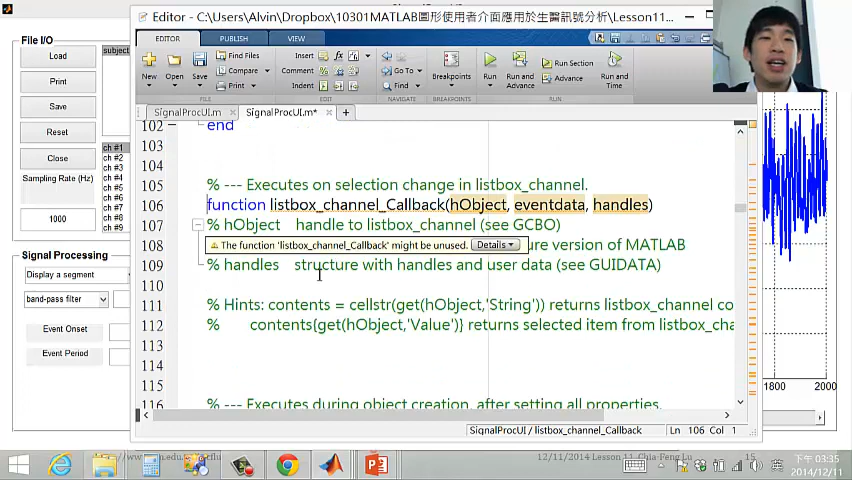 Editor - C:\Users\Alvin\Dropbox\10301MATLAB圖形使用者介面應用於生醫訊號分析\Lesson11...
EDITOR
PUBLISH
VIEW
New
Open
Save
Find Files
Compare
Print
Insert
Comment
Indent
fx
Go To
Find
Breakpoints
Run
Run and
Advance
Run Section
Advance
Run and
Time
FILE
EDIT
NAVIGATE
BREAKPOINTS
RUN
SignalProcUI.m
SignalProcUI.m*
File I/O
Load
Print
Save
Reset
Close
Sampling Rate (Hz)
1000
subject
ch #1
ch #2
ch #3
ch #4
ch #5
ch #6
ch #7
ch #8
ch #9
Signal Processing
Display a segment
band-pass filter
Event Onset
Event Period
102 end
103
104
105 % --- Executes on selection change in listbox_channel.
106 function listbox_channel_Callback(hObject, eventdata, handles)
107 % hObject handle to listbox_channel (see GCBO)
The function 'listbox_channel_Callback' might be unused. Details
108 ure version of MATLAB
109 % handles structure with handles and user data (see GUIDATA)
110
111 % Hints: contents = cellstr(get(hObject,'String')) returns listbox_channel co
112 % contents{get(hObject,'Value')} returns selected item from listbox_cha
113
114
115
116 % --- Executes during object creation, after setting all properties.
SignalProcUI / listbox_channel_Callback
Ln 106 Col 1
1800
2000
12/11/2014 Lesson 11, Chia-Feng Lu
15
英
下午 03:35
2014/12/11